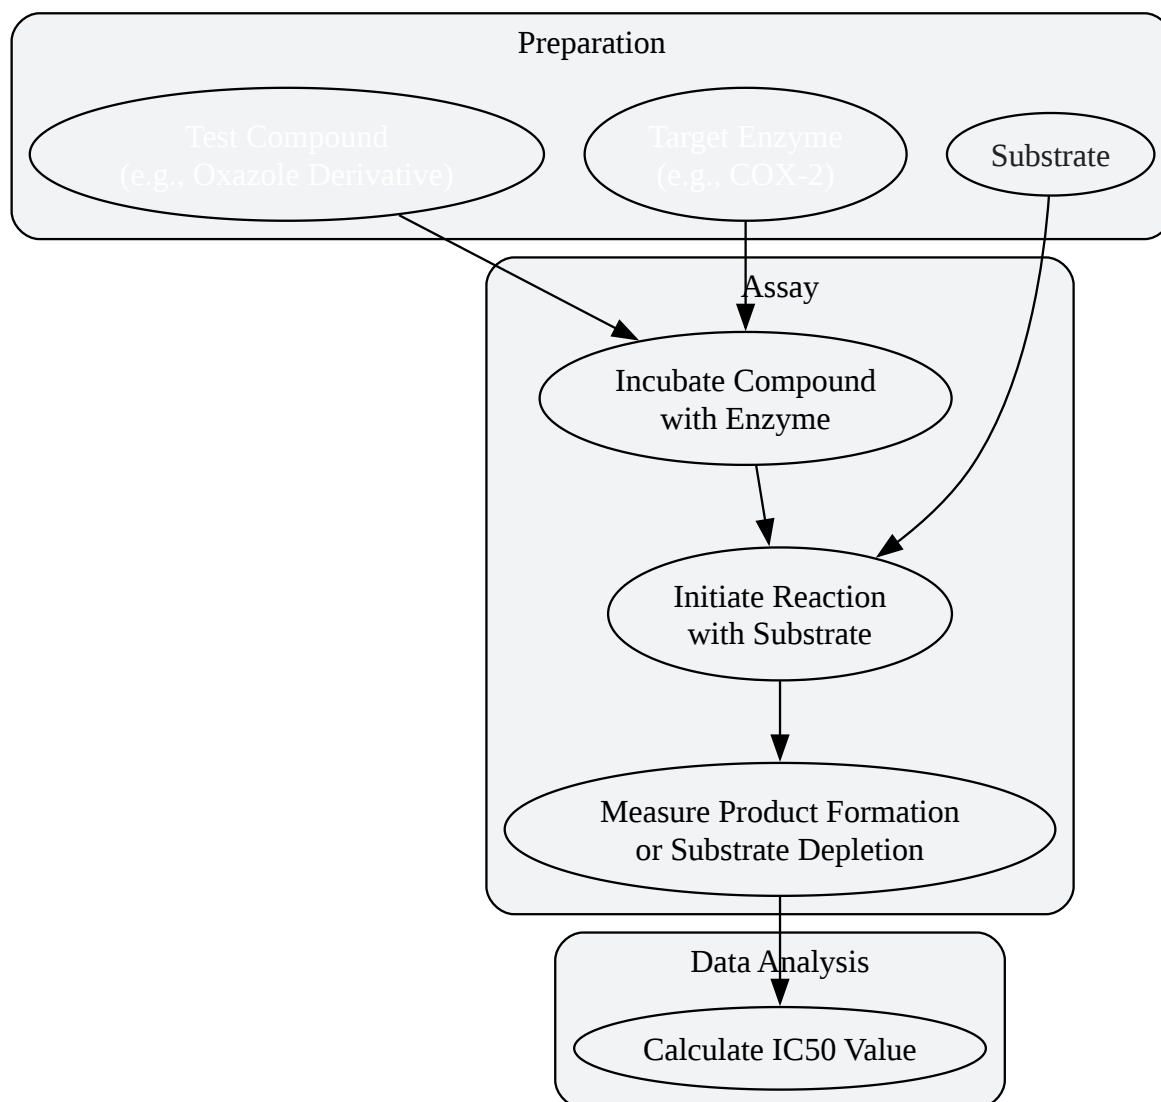 Preparation
Test Compound
(e.g., Oxazole Derivative)
Target Enzyme
(e.g., COX-2)
Substrate
Assay
Incubate Compound
with Enzyme
Initiate Reaction
with Substrate
Measure Product Formation
or Substrate Depletion
Data Analysis
Calculate IC50 Value